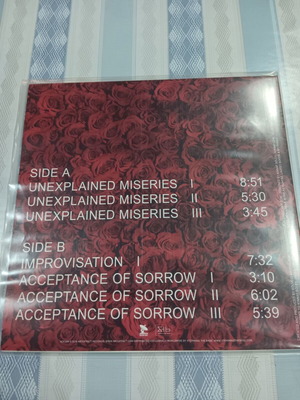 SIDE A
UNEXPLAINED MISERIES I 8:51
UNEXPLAINED MISERIES II 5:30
UNEXPLAINED MISERIES III 3:45
SIDE B
IMPROVISATION I 7:32
ACCEPTANCE OF SORROW I 3:10
ACCEPTANCE OF SORROW II 6:02
ACCEPTANCE OF SORROW III 5:39